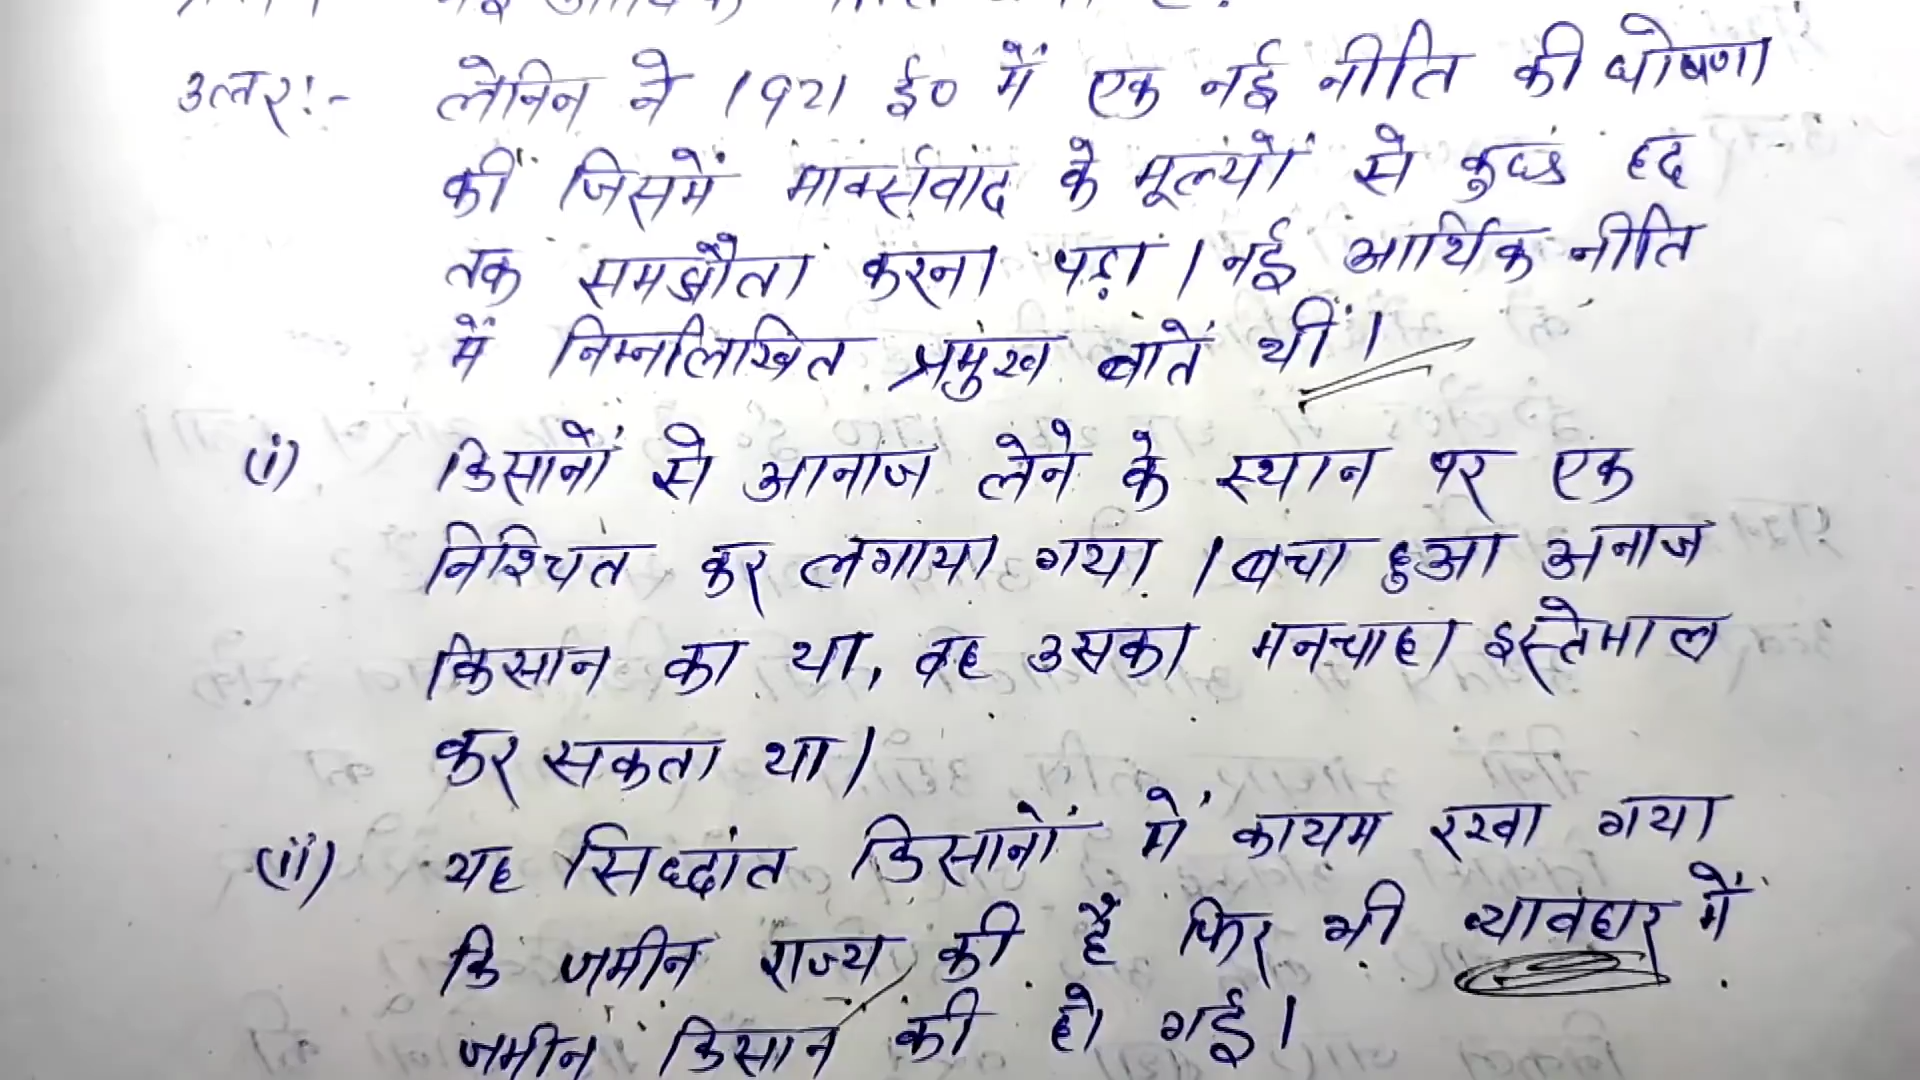 उत्तर:- लेनिन ने 1921 ई० में एक नई नीति की घोषणा
कीं जिसमें मार्क्सवाद के मूल्यों से कुछ हद
तक समझौता करना पड़ा । नई आर्थिक नीति
में निम्नलिखित प्रमुख बातें थीं ।
(i) किसानों से आनाज लेने के स्थान पर एक
निश्चित कर लगाया गया । बचा हुआ अनाज
किसान का था, वह उसका मनचाहा इस्तेमाल
कर सकता था ।
(ii) यह सिद्धांत किसानों में कायम रखा गया
कि जमीन राज्य की है फिर भी व्यावहार में
जमीन किसान की हो गई ।